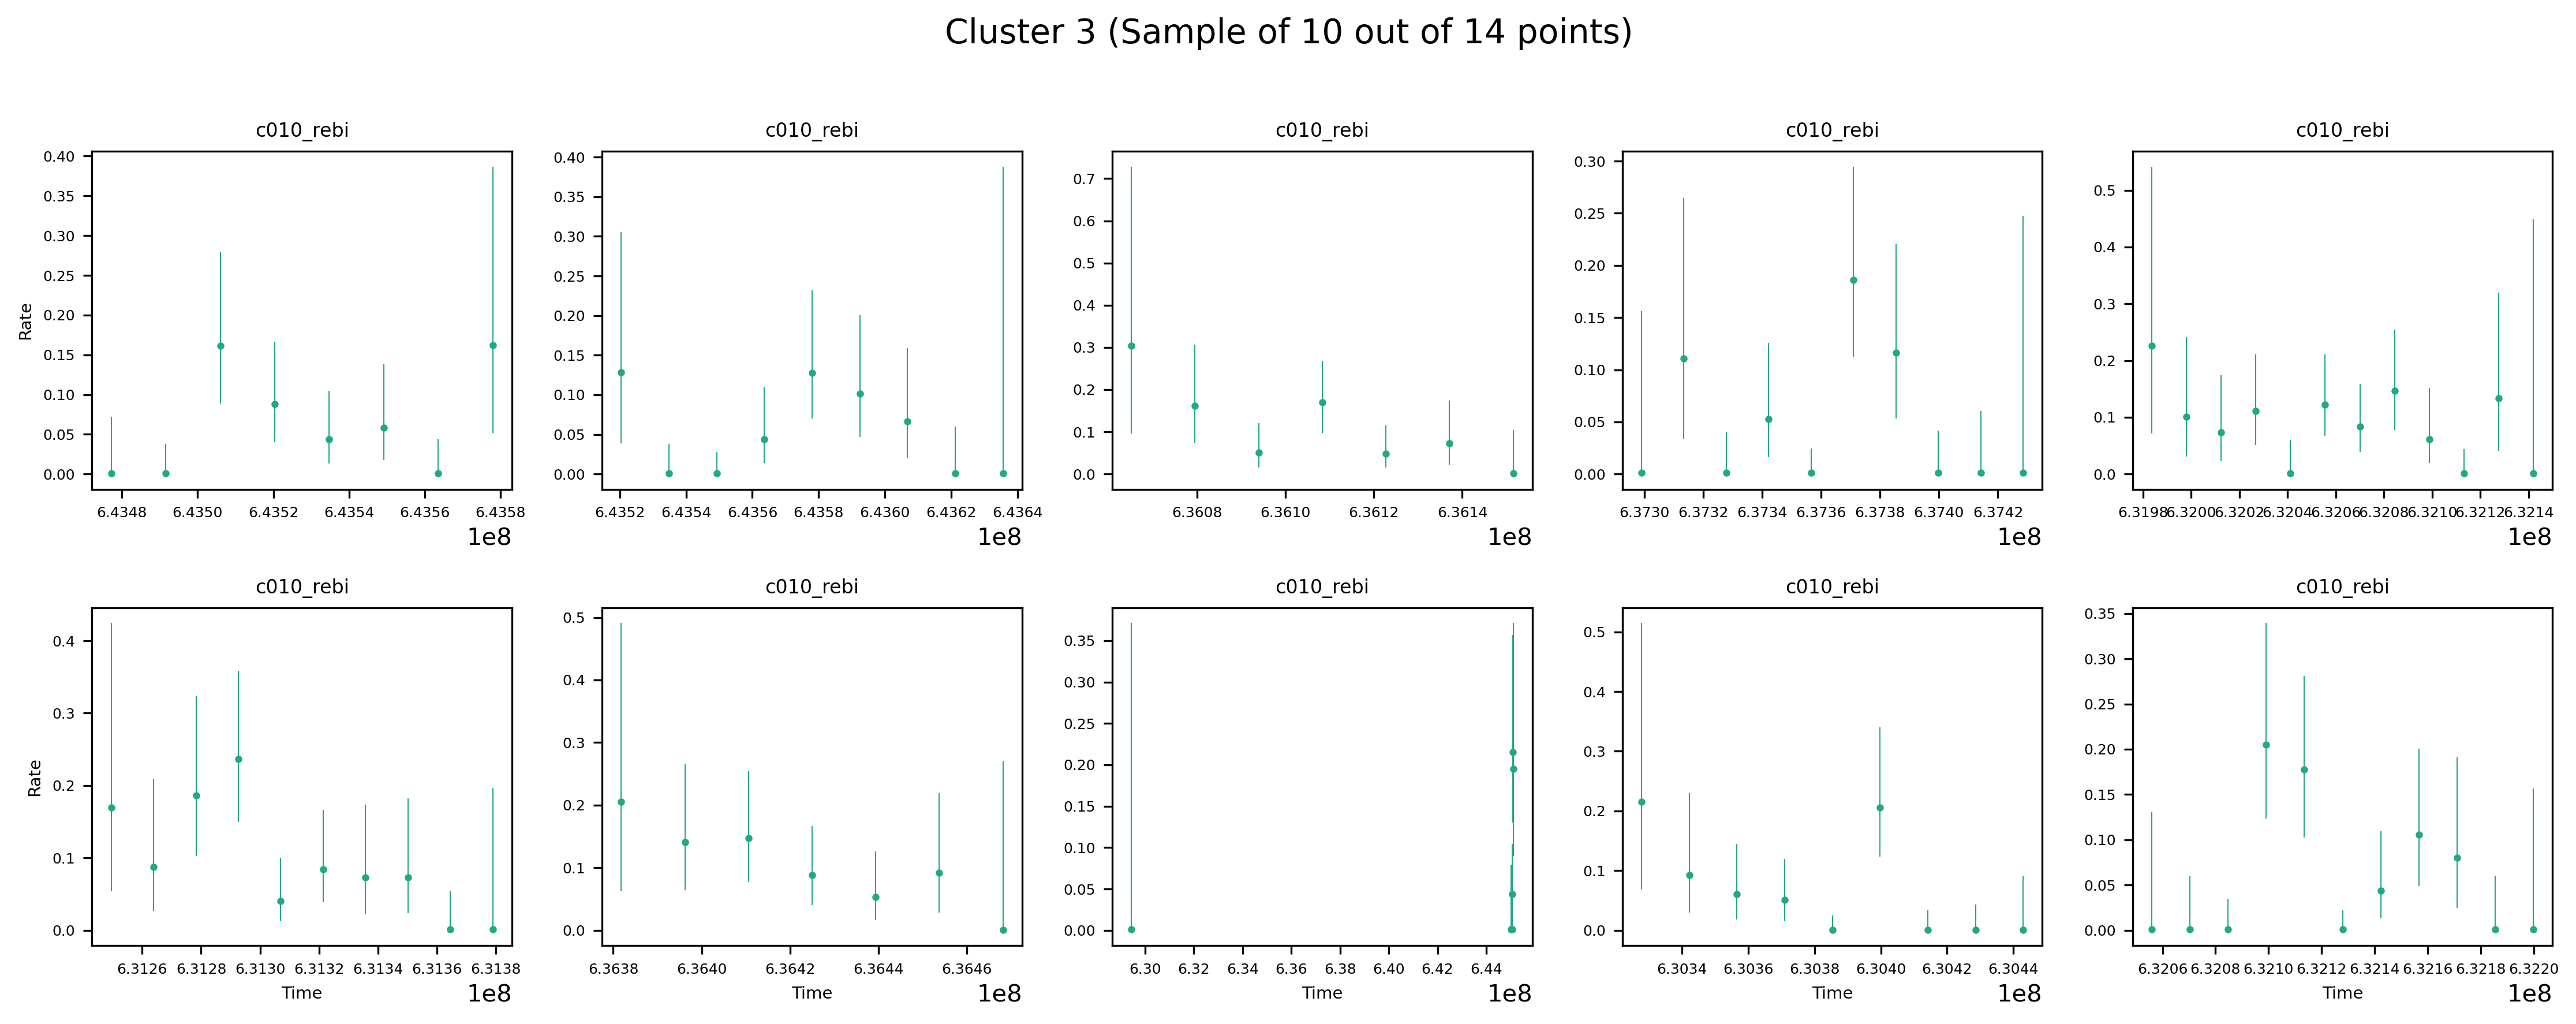 Cluster 3 (Sample of 10 out of 14 points)
c010_rebi c010_rebi c010_rebi c010_rebi c010_rebi
Rate
0.40 0.35 0.30 0.25 0.20 0.15 0.10 0.05 0.00
6.4348 6.4350 6.4352 6.4354 6.4356 6.4358
1e8
0.40 0.35 0.30 0.25 0.20 0.15 0.10 0.05 0.00
6.4352 6.4354 6.4356 6.4358 6.4360 6.4362 6.4364
1e8
0.7 0.6 0.5 0.4 0.3 0.2 0.1 0.0
6.3608 6.3610 6.3612 6.3614
1e8
0.30 0.25 0.20 0.15 0.10 0.05 0.00
6.3730 6.3732 6.3734 6.3736 6.3738 6.3740 6.3742
1e8
0.5 0.4 0.3 0.2 0.1 0.0
6.3198 6.3200 6.3202 6.3204 6.3206 6.3208 6.3210 6.3212 6.3214
1e8
c010_rebi c010_rebi c010_rebi c010_rebi c010_rebi
Rate
0.4 0.3 0.2 0.1 0.0
6.3126 6.3128 6.3130 6.3132 6.3134 6.3136 6.3138
Time
1e8
0.5 0.4 0.3 0.2 0.1 0.0
6.3638 6.3640 6.3642 6.3644 6.3646
Time
1e8
0.35 0.30 0.25 0.20 0.15 0.10 0.05 0.00
6.30 6.32 6.34 6.36 6.38 6.40 6.42 6.44
Time
1e8
0.5 0.4 0.3 0.2 0.1 0.0
6.3034 6.3036 6.3038 6.3040 6.3042 6.3044
Time
1e8
0.35 0.30 0.25 0.20 0.15 0.10 0.05 0.00
6.3206 6.3208 6.3210 6.3212 6.3214 6.3216 6.3218 6.3220
Time
1e8